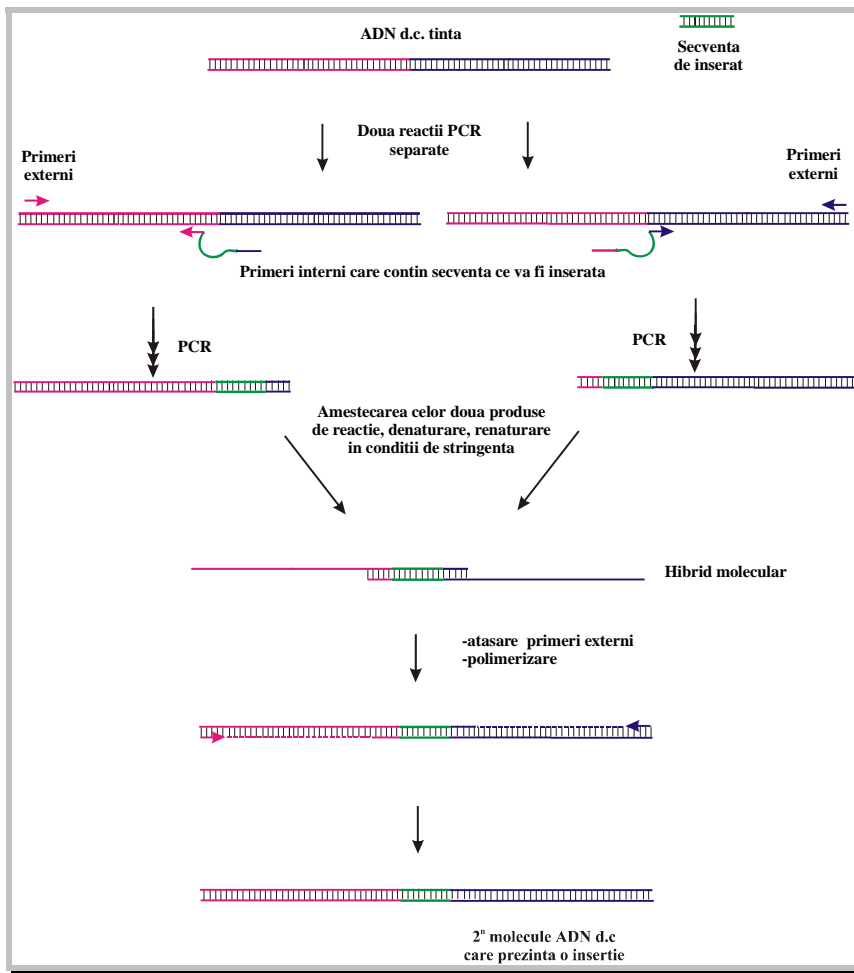 ADN d.c. tinta
Secventa
de inserat
Doua reactii PCR
separate
Primeri
externi
Primeri
externi
Primeri interni care contin secventa ce va fi inserata
PCR
PCR
Amestecarea celor doua produse
de reactie, denaturare, renaturare
in conditii de stringenta
Hibrid molecular
-atasare primeri externi
-polimerizare
2ⁿ molecule ADN d.c
care prezinta o insertie